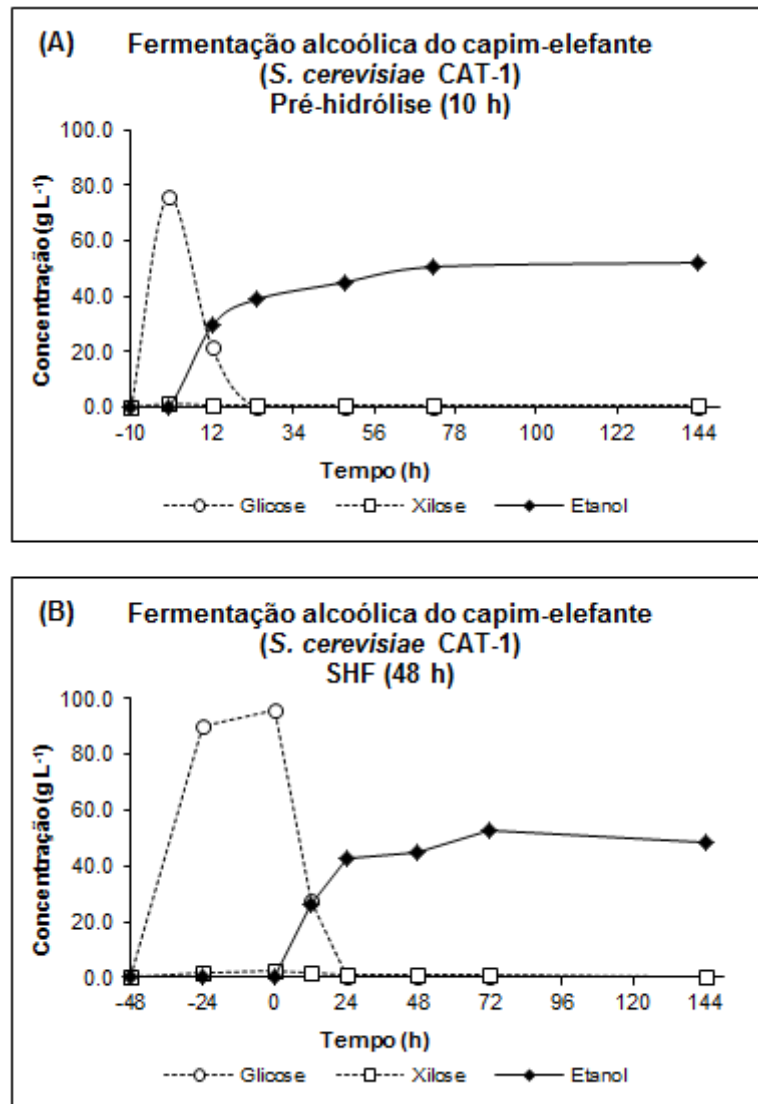 (A) Fermentação alcoólica do capim-elefante
(S. cerevisiae CAT-1)
Pré-hidrólise (10 h)
100.0
80.0
60.0
40.0
20.0
0.0
Concentração (g L⁻¹)
-10 12 34 56 78 100 122 144
Tempo (h)
Glicose Xilose Etanol
(B) Fermentação alcoólica do capim-elefante
(S. cerevisiae CAT-1)
SHF (48 h)
100.0
80.0
60.0
40.0
20.0
0.0
Concentração (g L⁻¹)
-48 -24 0 24 48 72 96 120 144
Tempo (h)
Glicose Xilose Etanol